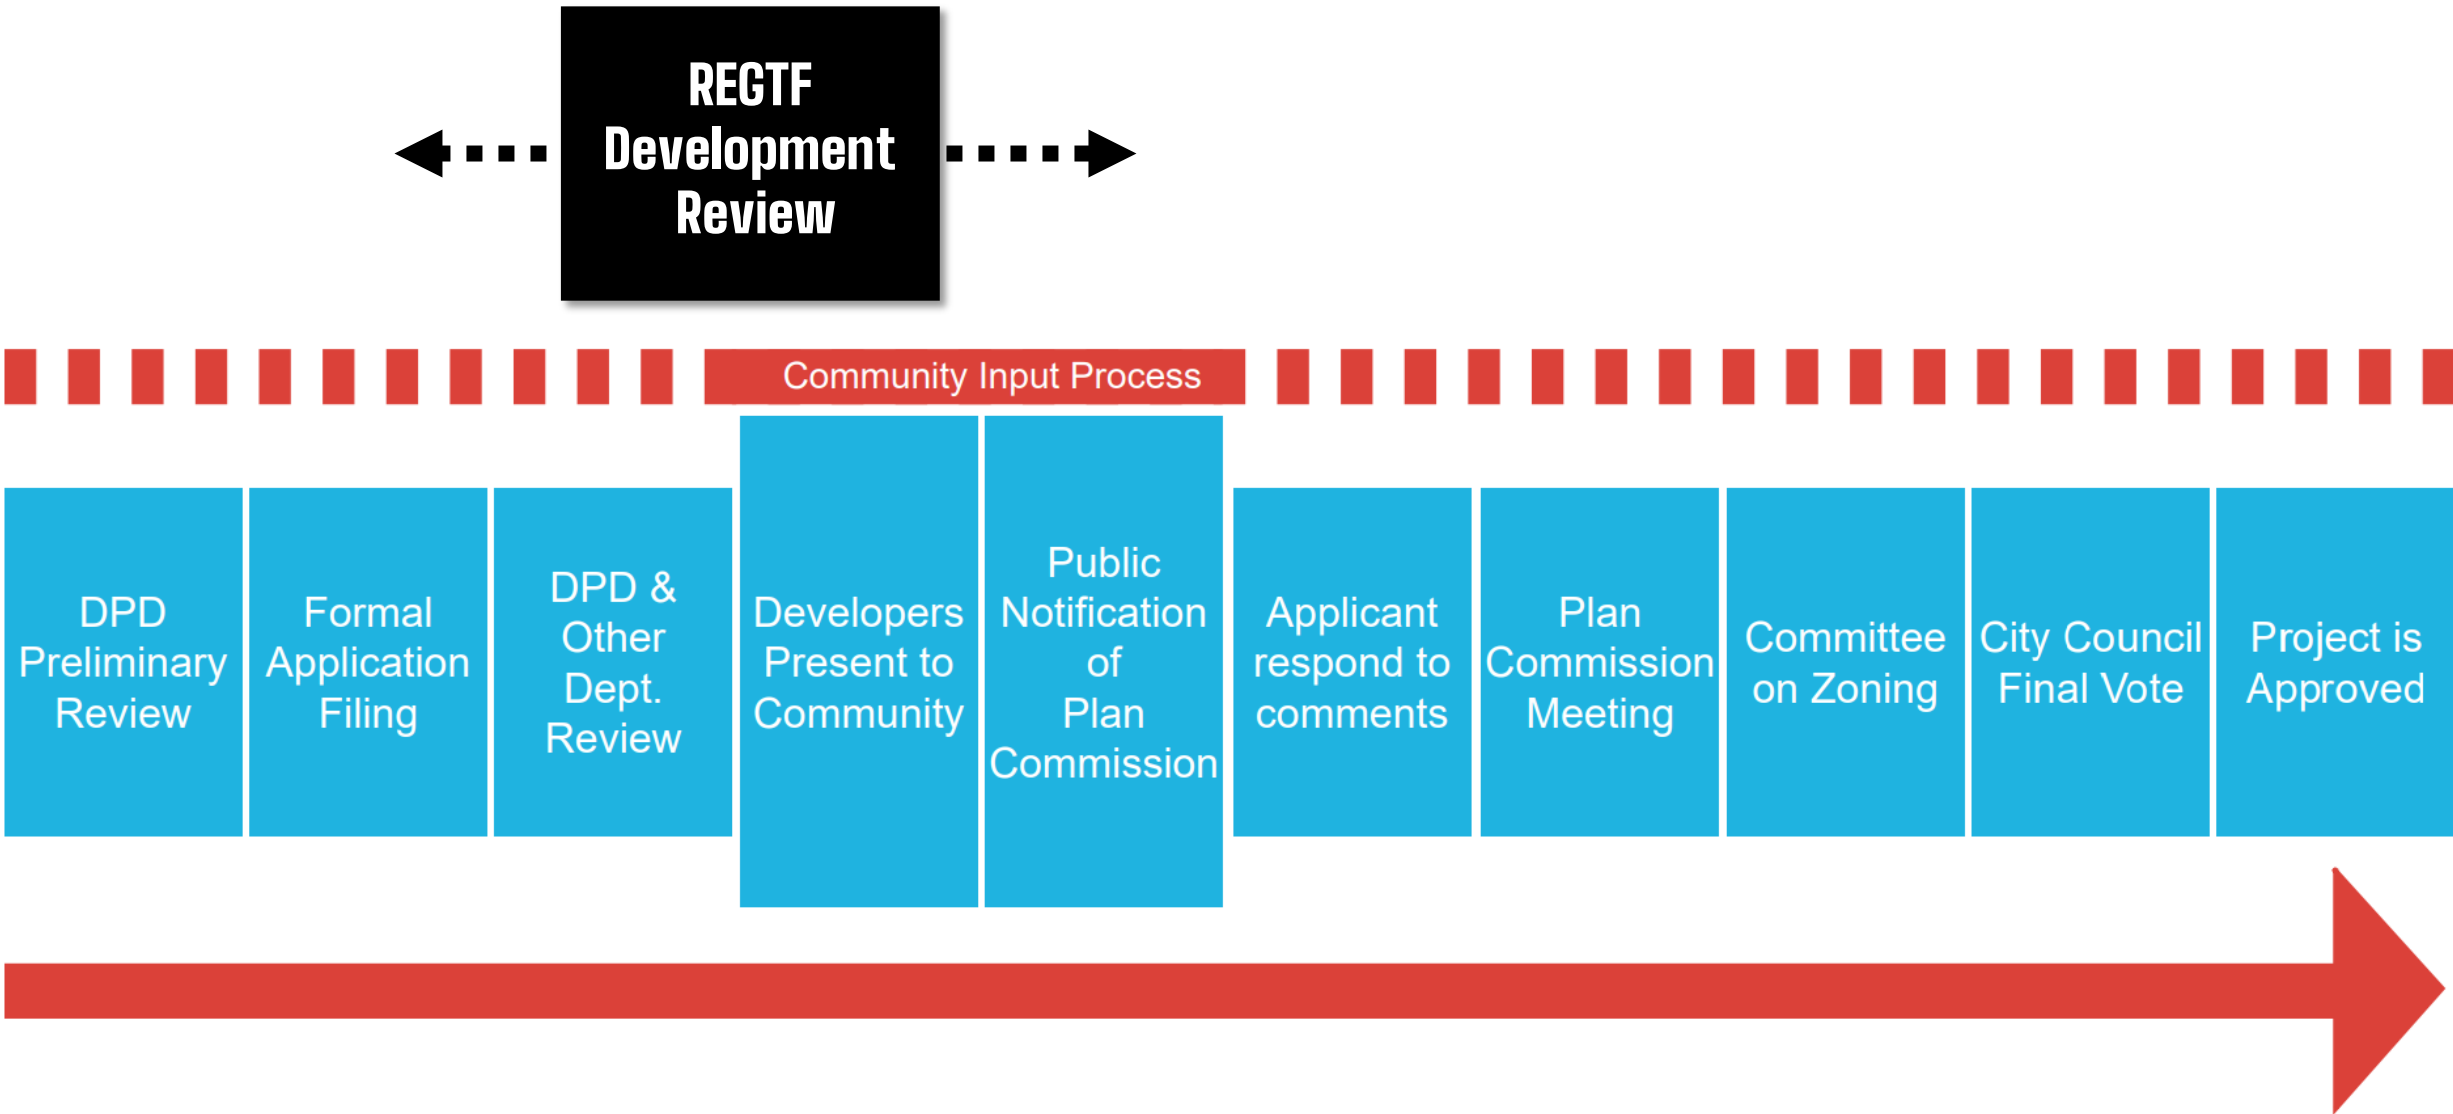 REGTF
Development
Review
Community Input Process
DPD
Preliminary
Review
Formal
Application
Filing
DPD &
Other
Dept.
Review
Developers
Present to
Community
Public
Notification
of
Plan
Commission
Applicant
respond to
comments
Plan
Commission
Meeting
Committee
on Zoning
City Council
Final Vote
Project is
Approved